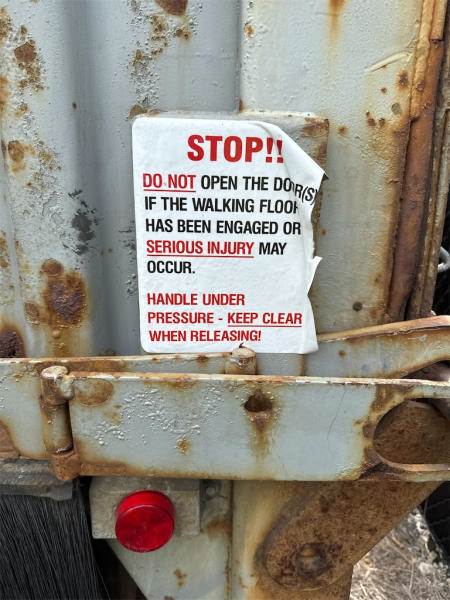 STOP!!
DO NOT OPEN THE DOOR(S)
IF THE WALKING FLOOR
HAS BEEN ENGAGED OR
SERIOUS INJURY MAY
OCCUR.
HANDLE UNDER
PRESSURE - KEEP CLEAR
WHEN RELEASING!